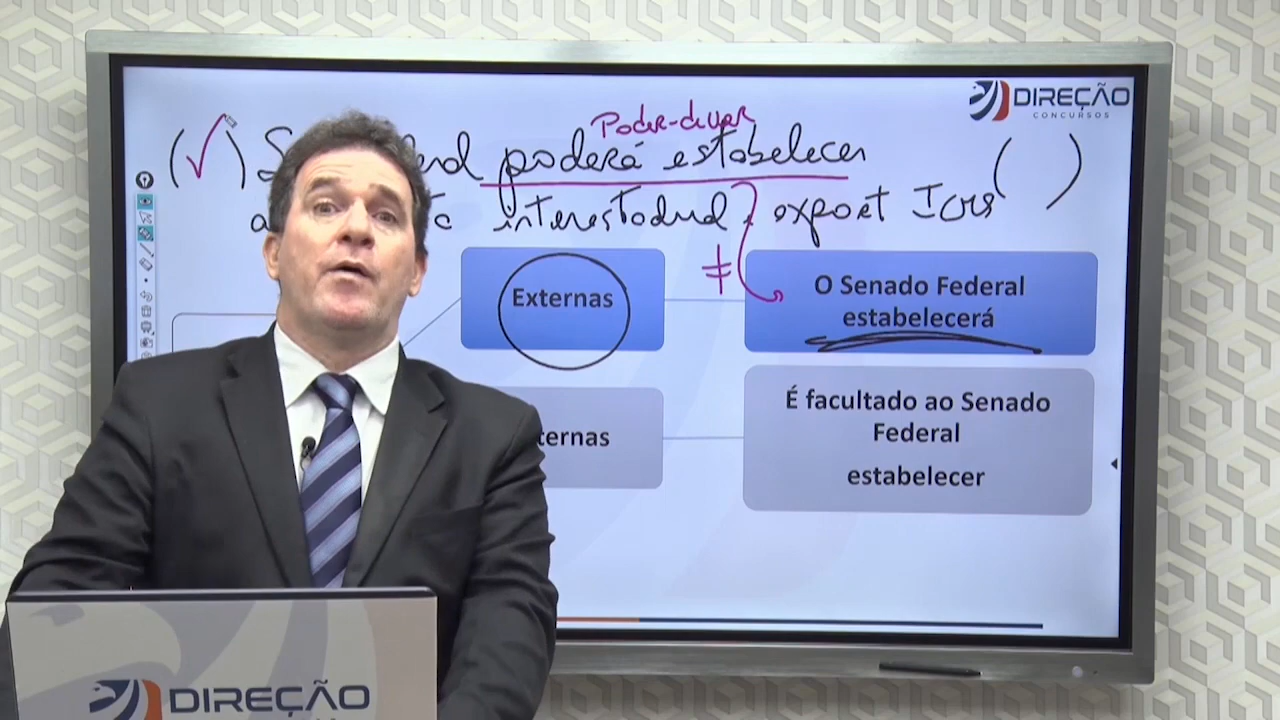 DIREÇÃO
CONCURSOS
Poder-dever
(✓) S poderá estabelecer ( )
interestadual, export Icms
≠
Externas
O Senado Federal
estabelecerá
ternas
É facultado ao Senado
Federal
estabelecer
DIREÇÃO